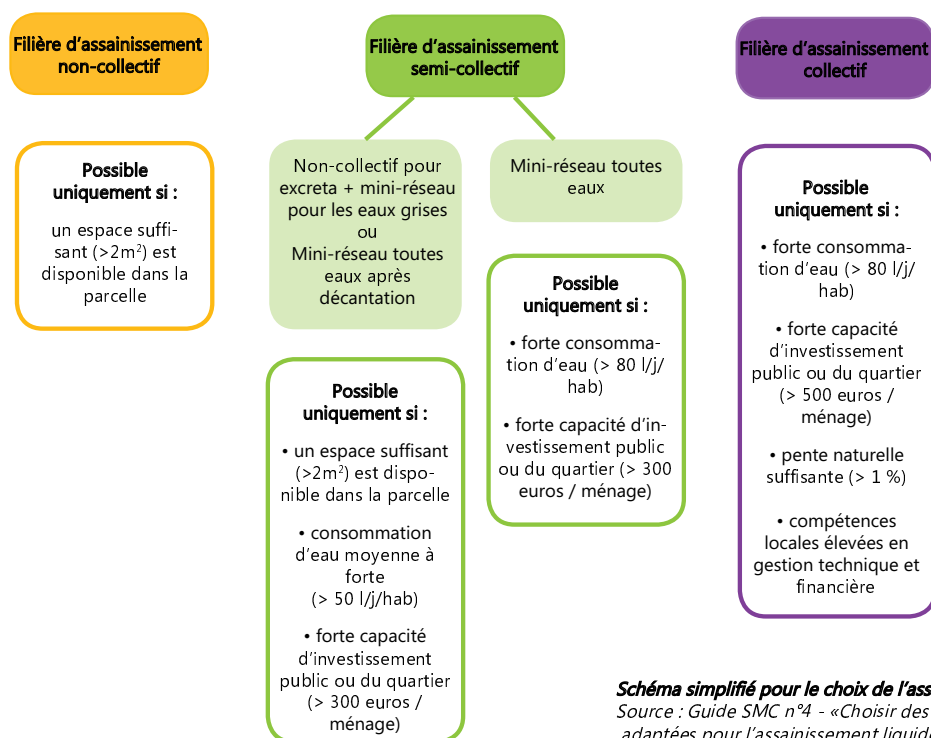 Filière d'assainissement
non-collectif
Possible
uniquement si :
un espace suffi-
sant (>2m²) est
disponible dans la
parcelle
Filière d'assainissement
semi-collectif
Non-collectif pour
excreta + mini-réseau
pour les eaux grises
ou
Mini-réseau toutes
eaux après
décantation
Possible
uniquement si :
• un espace suffisant
(>2m²) est dispo-
nible dans la parcelle
• consommation
d'eau moyenne à
forte
(> 50 l/j/hab)
• forte capacité
d'investissement
public ou du quartier
(> 300 euros /
ménage)
Mini-réseau toutes
eaux
Possible
uniquement si :
• forte consomma-
tion d'eau (> 80 l/j/
hab)
• forte capacité d'in-
vestissement public
ou du quartier (> 300
euros / ménage)
Filière d'assainissement
collectif
Possible
uniquement si :
• forte consomma-
tion d'eau (> 80 l/j/
hab)
• forte capacité
d'investissement
public ou du quartier
(> 500 euros /
ménage)
• pente naturelle
suffisante (> 1 %)
• compétences
locales élevées en
gestion technique et
financière
Schéma simplifié pour le choix de l'ass
Source : Guide SMC n°4 - «Choisir des
adaptées pour l'assainissement liquide